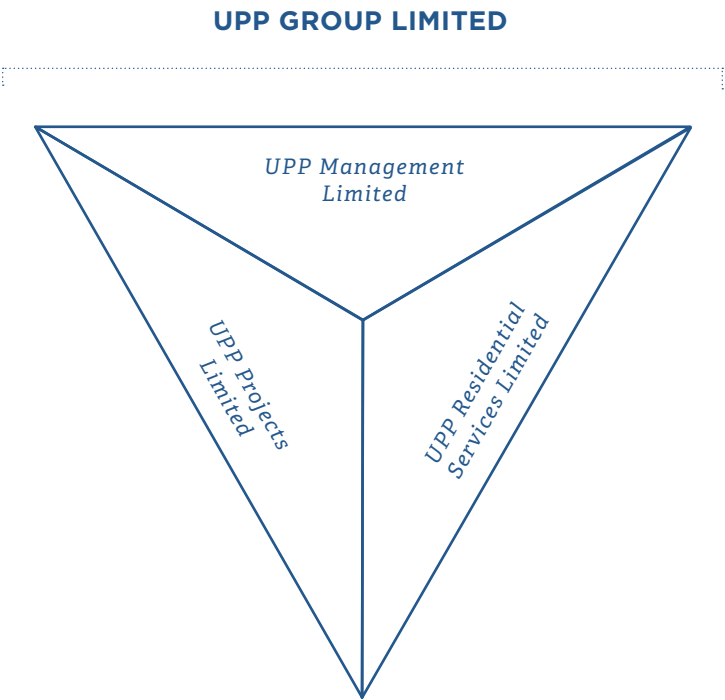 UPP GROUP LIMITED
UPP Management
Limited
UPP Projects
Limited
UPP Residential
Services Limited